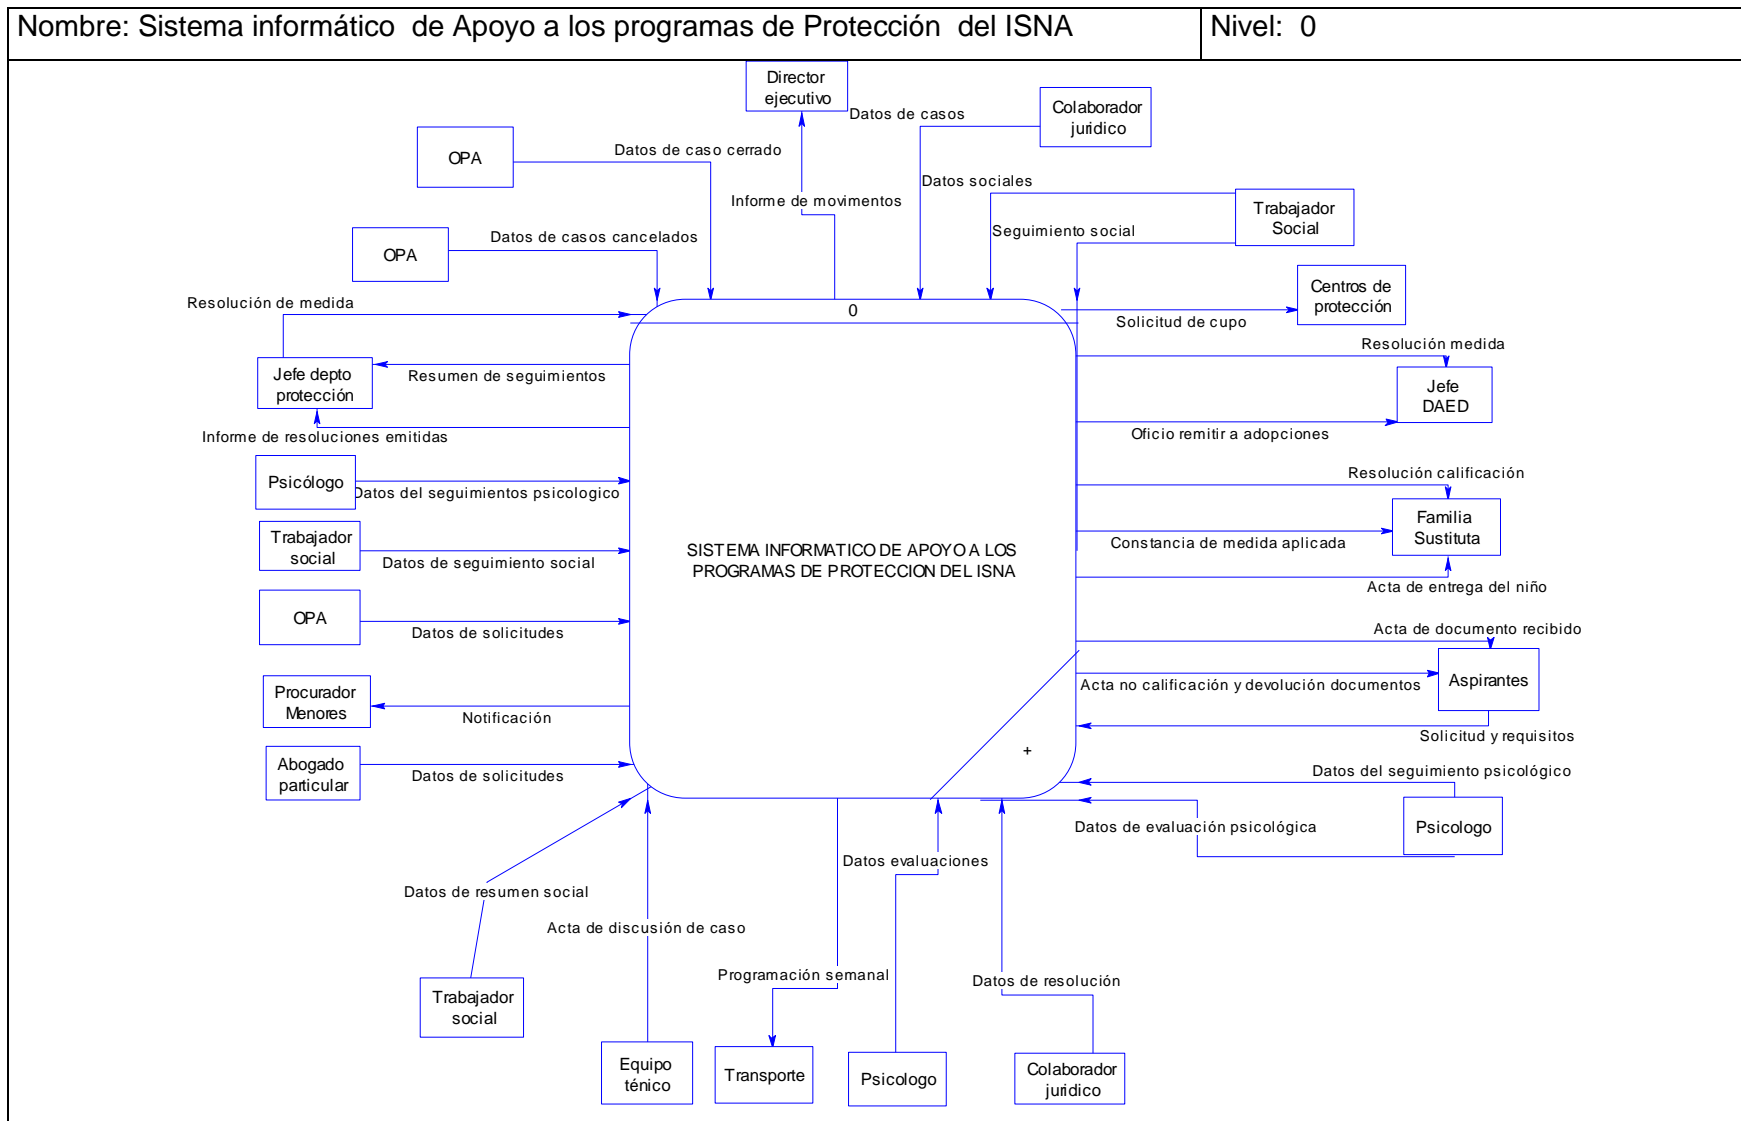 Nombre: Sistema informático de Apoyo a los programas de Protección del ISNA
Nivel: 0
Director
ejecutivo
Datos de casos
Colaborador
juridico
OPA
Datos de caso cerrado
Datos sociales
Informe de movimentos
Trabajador
Social
Seguimiento social
OPA
Datos de casos cancelados
Centros de
protección
Resolución de medida
0
Solicitud de cupo
Resolución medida
Jefe depto
protección
Resumen de seguimientos
Jefe
DAED
Informe de resoluciones emitidas
Oficio remitir a adopciones
Psicólogo
Datos del seguimientos psicologico
Resolución calificación
Familia
Sustituta
Trabajador
social
Datos de seguimiento social
SISTEMA INFORMATICO DE APOYO A LOS
PROGRAMAS DE PROTECCION DEL ISNA
Constancia de medida aplicada
Acta de entrega del niño
OPA
Datos de solicitudes
Acta de documento recibido
Aspirantes
Acta no calificación y devolución documentos
Procurador
Menores
Notificación
Solicitud y requisitos
+
Abogado
particular
Datos de solicitudes
Datos del seguimiento psicológico
Datos de evaluación psicológica
Psicologo
Datos evaluaciones
Datos de resumen social
Acta de discusión de caso
Programación semanal
Datos de resolución
Trabajador
social
Equipo
ténico
Transporte
Psicologo
Colaborador
juridico